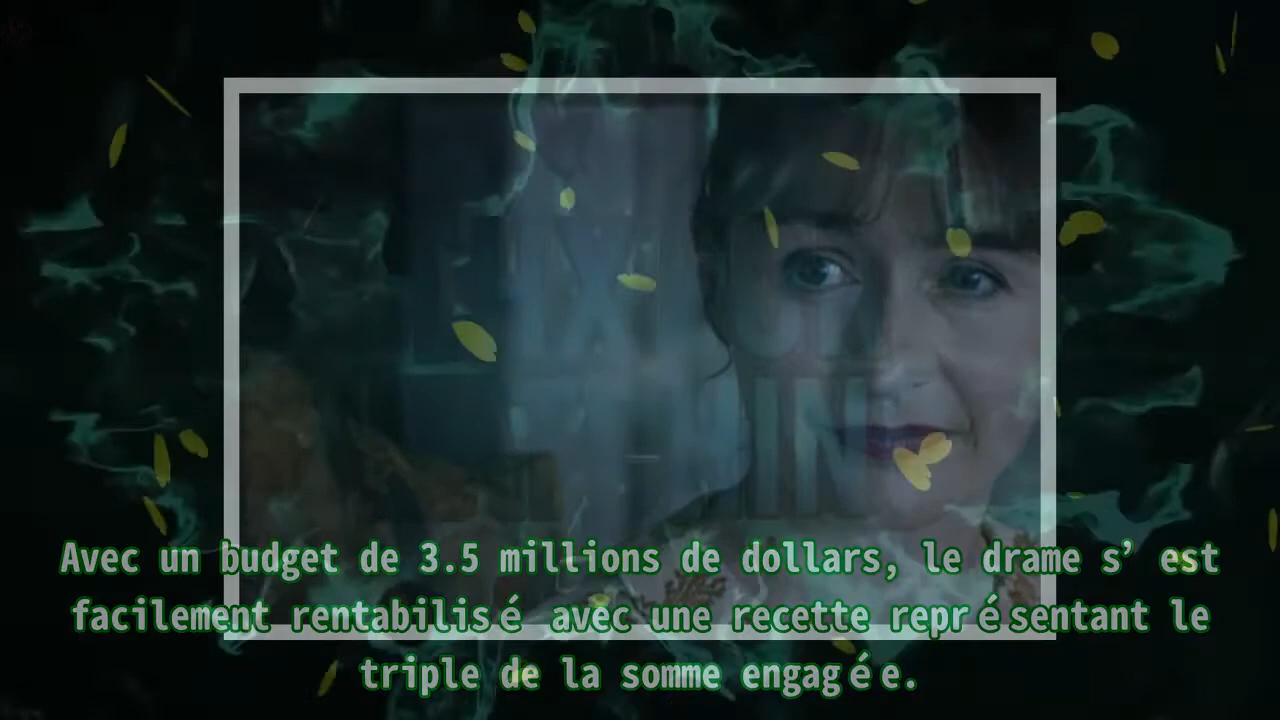 Avec un budget de 3.5 millions de dollars, le drame s’ est
facilement rentabilisé avec une recette représentant le
triple de la somme engagée.